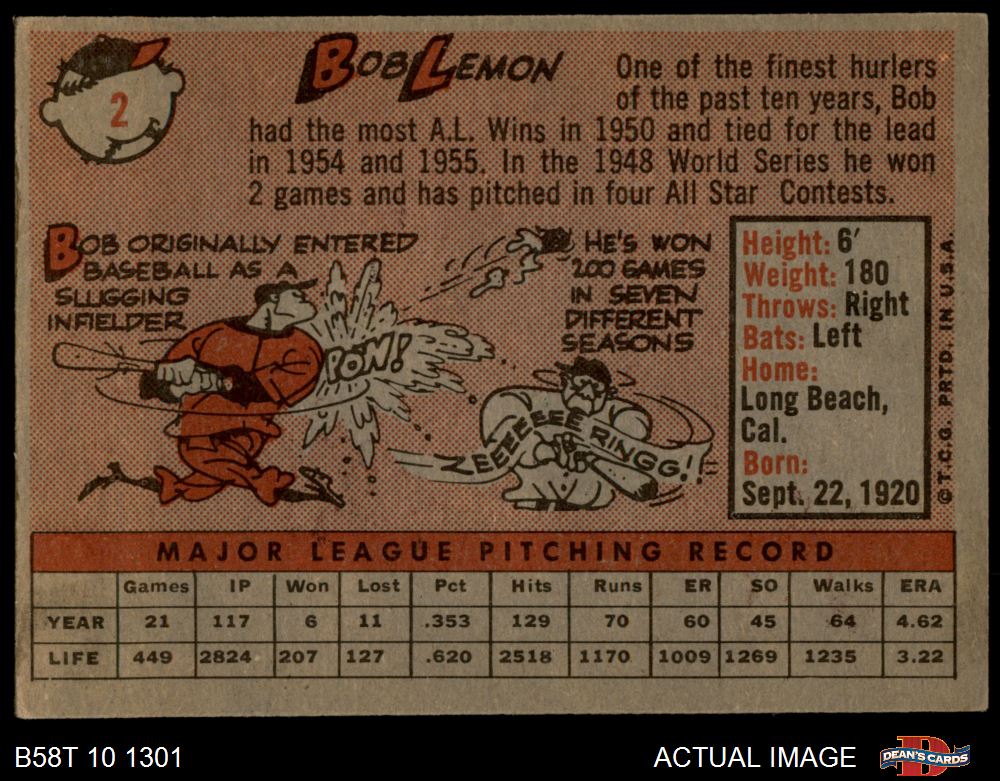 2
BOB LEMON
One of the finest hurlers
of the past ten years, Bob
had the most A.L. Wins in 1950 and tied for the lead
in 1954 and 1955. In the 1948 World Series he won
2 games and has pitched in four All Star Contests.
BOB ORIGINALLY ENTERED
BASEBALL AS A
SLUGGING
INFIELDER
POW!
HE'S WON
200 GAMES
IN SEVEN
DIFFERENT
SEASONS
ZEEEEEEEE RINGG!!
Height: 6'
Weight: 180
Throws: Right
Bats: Left
Home:
Long Beach,
Cal.
Born:
Sept. 22, 1920
© T.C.G. PRTD. IN U.S.A.
MAJOR LEAGUE PITCHING RECORD
Games IP Won Lost Pct Hits Runs ER SO Walks ERA
YEAR 21 117 6 11 .353 129 70 60 45 64 4.62
LIFE 449 2824 207 127 .620 2518 1170 1009 1269 1235 3.22
B58T 10 1301
ACTUAL IMAGE
DEAN'S CARDS